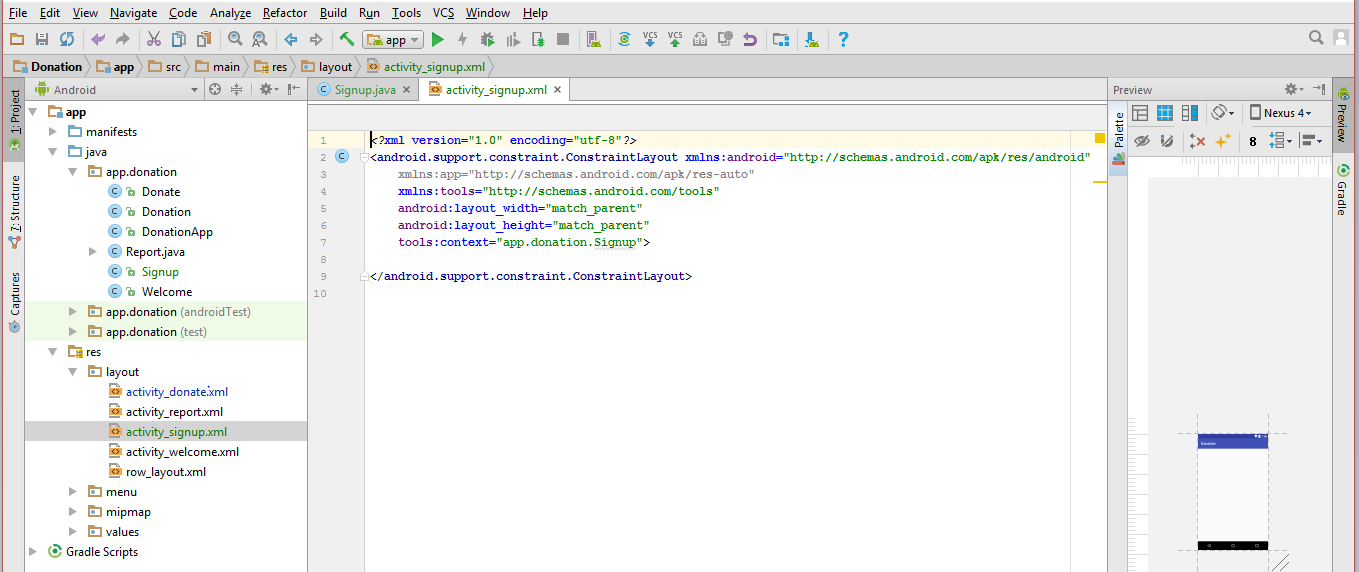 File Edit View Navigate Code Analyze Refactor Build Run Tools VCS Window Help
app VCS VCS ?
Donation app src main res layout activity_signup.xml
1: Project
7: Structure
Captures
Android
app
manifests
java
app.donation
Donate
Donation
DonationApp
Report.java
Signup
Welcome
app.donation (androidTest)
app.donation (test)
res
layout
activity_donate.xml
activity_report.xml
activity_signup.xml
activity_welcome.xml
row_layout.xml
menu
mipmap
values
Gradle Scripts
Signup.java activity_signup.xml
1 <?xml version="1.0" encoding="utf-8"?>
2 <android.support.constraint.ConstraintLayout xmlns:android="http://schemas.android.com/apk/res/android"
3 xmlns:app="http://schemas.android.com/apk/res-auto"
4 xmlns:tools="http://schemas.android.com/tools"
5 android:layout_width="match_parent"
6 android:layout_height="match_parent"
7 tools:context="app.donation.Signup">
8
9 </android.support.constraint.ConstraintLayout>
10
Preview
Palette
Nexus 4
8
Donation
Preview
Gradle